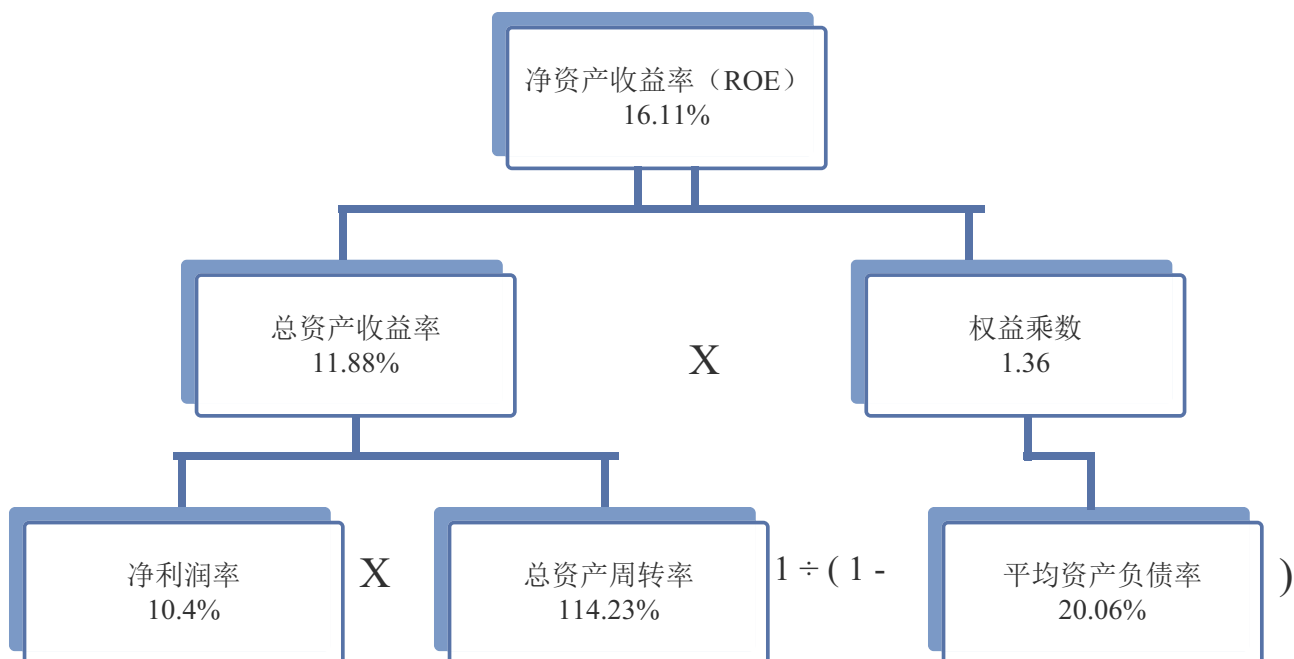 净资产收益率（ROE）
16.11%
总资产收益率
11.88%
X
权益乘数
1.36
净利润率
10.4%
X
总资产周转率
114.23%
1 ÷ ( 1 -
平均资产负债率
20.06%
)